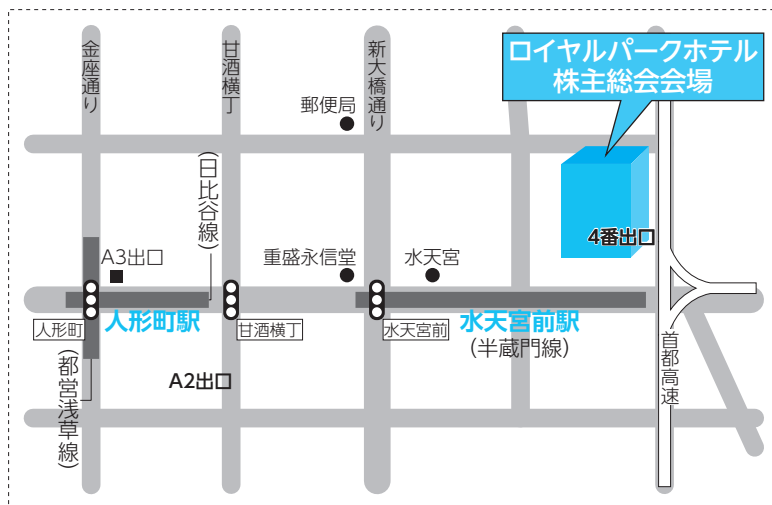 ロイヤルパークホテル
株主総会会場
金座通り
甘酒横丁
新大橋通り
郵便局
(日比谷線)
A3出口
重盛永信堂
水天宮
4番出口
人形町
人形町駅
甘酒横丁
水天宮前
水天宮前駅
(半蔵門線)
首都高速
(都営浅草線)
A2出口